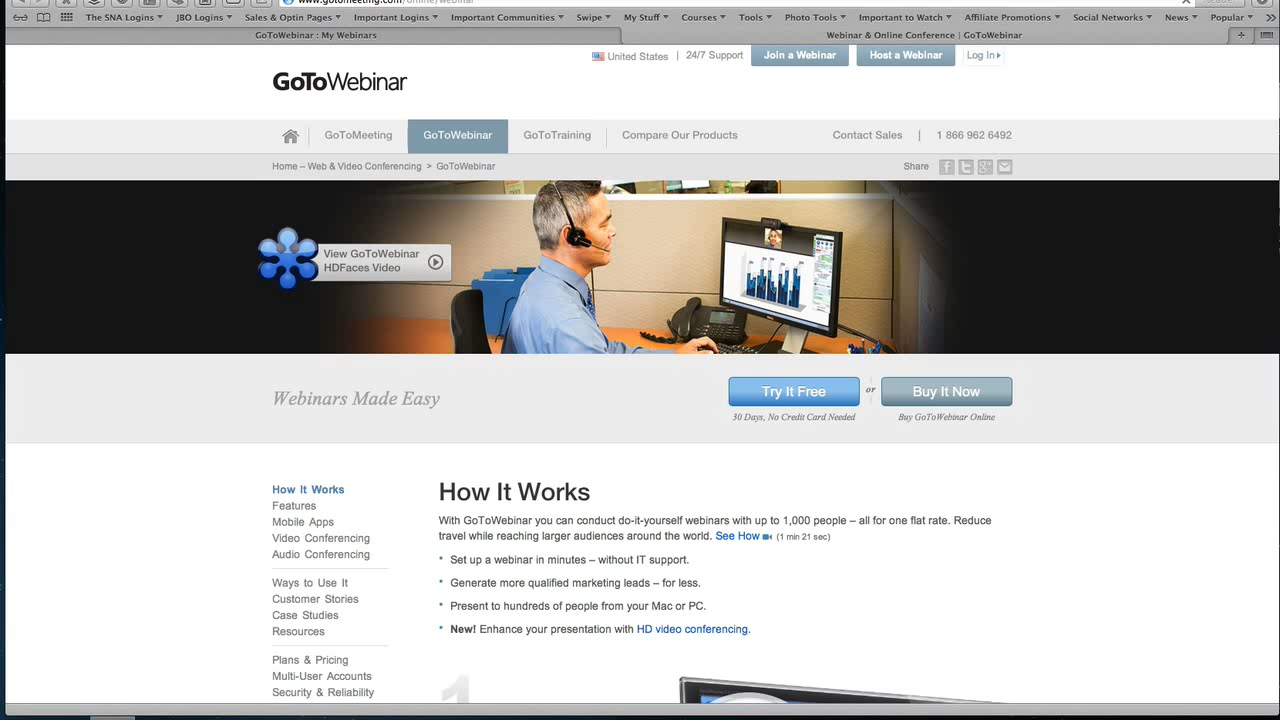 www.gotomeeting.com/online/webinar
The SNA Logins JBO Logins Sales & Optin Pages Important Logins Important Communities Swipe My Stuff Courses Tools Photo Tools Important to Watch Affiliate Promotions Social Networks News Popular
GoToWebinar : My Webinars
Webinar & Online Conference | GoToWebinar
United States | 24/7 Support Join a Webinar Host a Webinar Log In
GoToWebinar
GoToMeeting GoToWebinar GoToTraining Compare Our Products Contact Sales | 1 866 962 6492
Home – Web & Video Conferencing > GoToWebinar
Share
View GoToWebinar
HDFaces Video
Webinars Made Easy
Try It Free or Buy It Now
30 Days, No Credit Card Needed
Buy GoToWebinar Online
How It Works
Features
Mobile Apps
Video Conferencing
Audio Conferencing
Ways to Use It
Customer Stories
Case Studies
Resources
Plans & Pricing
Multi-User Accounts
Security & Reliability
How It Works
With GoToWebinar you can conduct do-it-yourself webinars with up to 1,000 people – all for one flat rate. Reduce
travel while reaching larger audiences around the world. See How (1 min 21 sec)
• Set up a webinar in minutes – without IT support.
• Generate more qualified marketing leads – for less.
• Present to hundreds of people from your Mac or PC.
• New! Enhance your presentation with HD video conferencing.
1